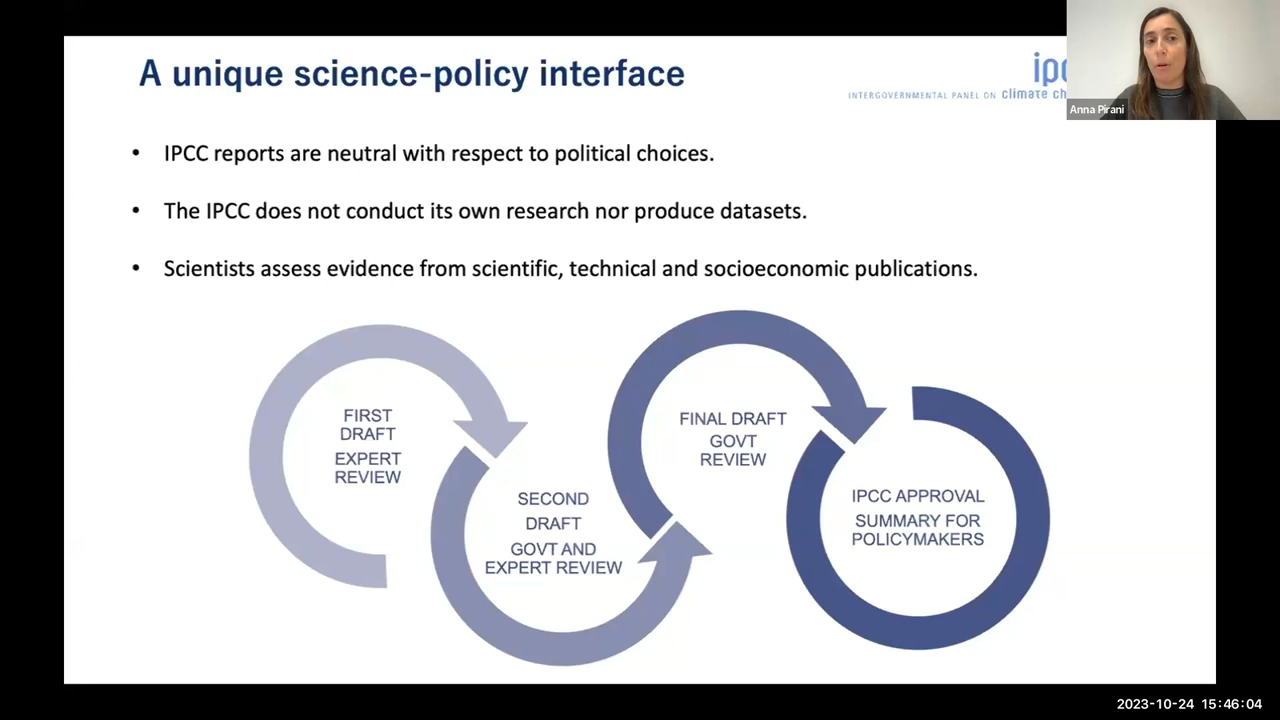 A unique science-policy interface
ipc
INTERGOVERNMENTAL PANEL ON climate ch
Anna Pirani
• IPCC reports are neutral with respect to political choices.
• The IPCC does not conduct its own research nor produce datasets.
• Scientists assess evidence from scientific, technical and socioeconomic publications.
FIRST
DRAFT
EXPERT
REVIEW
SECOND
DRAFT
GOVT AND
EXPERT REVIEW
FINAL DRAFT
GOVT
REVIEW
IPCC APPROVAL
SUMMARY FOR
POLICYMAKERS
2023-10-24 15:46:04